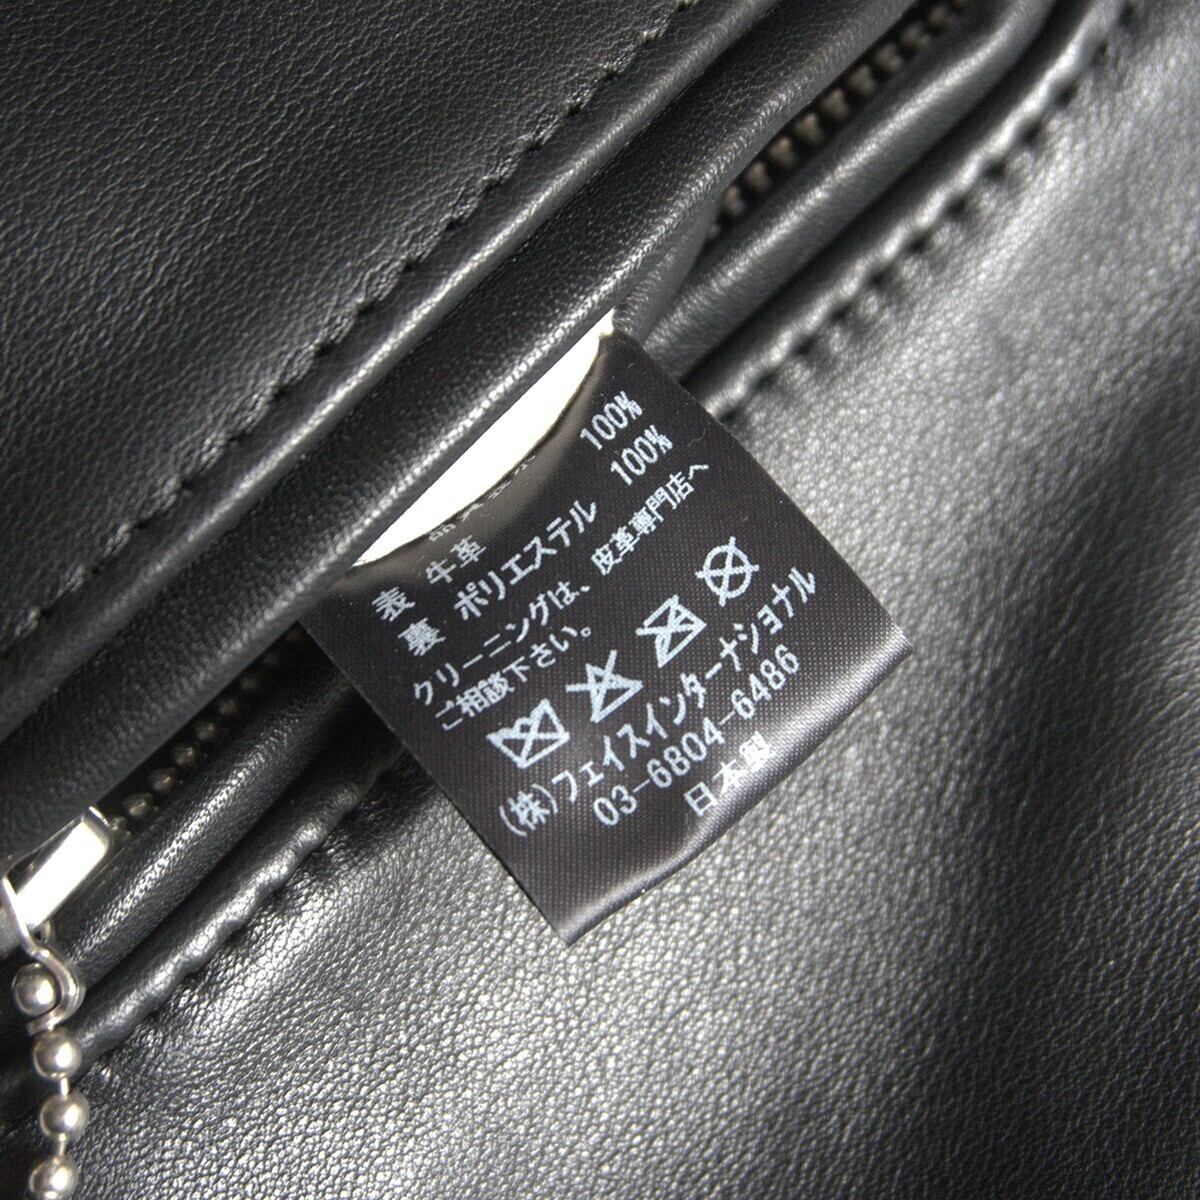 表 牛革 100%
裏 ポリエステル 100%
クリーニングは、皮革専門店へ
ご相談下さい。
(株)フェイスインターナショナル
03-6804-6486
日本製